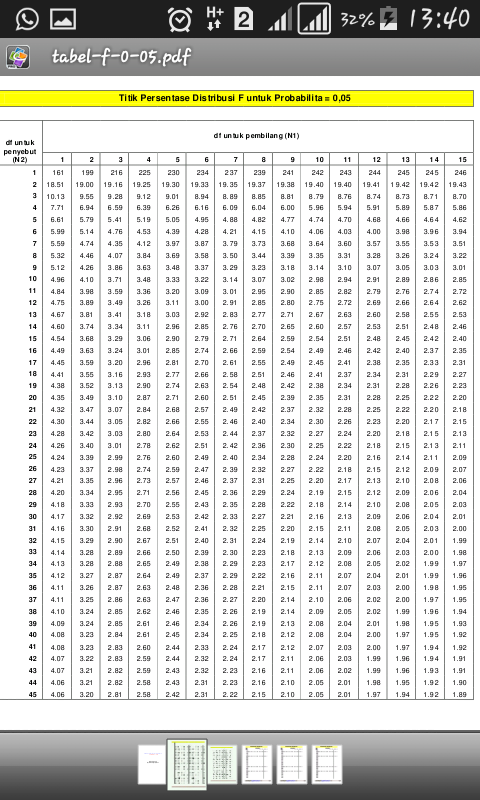 H+
2
32%
13:40
tabel-f-0-05.pdf
Titik Persentase Distribusi F untuk Probabilita = 0,05
df untuk penyebut (N2)
df untuk pembilang (N1)
1 2 3 4 5 6 7 8 9 10 11 12 13 14 15
1 161 199 216 225 230 234 237 239 241 242 243 244 245 245 246
2 18.51 19.00 19.16 19.25 19.30 19.33 19.35 19.37 19.38 19.40 19.40 19.41 19.42 19.42 19.43
3 10.13 9.55 9.28 9.12 9.01 8.94 8.89 8.85 8.81 8.79 8.76 8.74 8.73 8.71 8.70
4 7.71 6.94 6.59 6.39 6.26 6.16 6.09 6.04 6.00 5.96 5.94 5.91 5.89 5.87 5.86
5 6.61 5.79 5.41 5.19 5.05 4.95 4.88 4.82 4.77 4.74 4.70 4.68 4.66 4.64 4.62
6 5.99 5.14 4.76 4.53 4.39 4.28 4.21 4.15 4.10 4.06 4.03 4.00 3.98 3.96 3.94
7 5.59 4.74 4.35 4.12 3.97 3.87 3.79 3.73 3.68 3.64 3.60 3.57 3.55 3.53 3.51
8 5.32 4.46 4.07 3.84 3.69 3.58 3.50 3.44 3.39 3.35 3.31 3.28 3.26 3.24 3.22
9 5.12 4.26 3.86 3.63 3.48 3.37 3.29 3.23 3.18 3.14 3.10 3.07 3.05 3.03 3.01
10 4.96 4.10 3.71 3.48 3.33 3.22 3.14 3.07 3.02 2.98 2.94 2.91 2.89 2.86 2.85
11 4.84 3.98 3.59 3.36 3.20 3.09 3.01 2.95 2.90 2.85 2.82 2.79 2.76 2.74 2.72
12 4.75 3.89 3.49 3.26 3.11 3.00 2.91 2.85 2.80 2.75 2.72 2.69 2.66 2.64 2.62
13 4.67 3.81 3.41 3.18 3.03 2.92 2.83 2.77 2.71 2.67 2.63 2.60 2.58 2.55 2.53
14 4.60 3.74 3.34 3.11 2.96 2.85 2.76 2.70 2.65 2.60 2.57 2.53 2.51 2.48 2.46
15 4.54 3.68 3.29 3.06 2.90 2.79 2.71 2.64 2.59 2.54 2.51 2.48 2.45 2.42 2.40
16 4.49 3.63 3.24 3.01 2.85 2.74 2.66 2.59 2.54 2.49 2.46 2.42 2.40 2.37 2.35
17 4.45 3.59 3.20 2.96 2.81 2.70 2.61 2.55 2.49 2.45 2.41 2.38 2.35 2.33 2.31
18 4.41 3.55 3.16 2.93 2.77 2.66 2.58 2.51 2.46 2.41 2.37 2.34 2.31 2.29 2.27
19 4.38 3.52 3.13 2.90 2.74 2.63 2.54 2.48 2.42 2.38 2.34 2.31 2.28 2.26 2.23
20 4.35 3.49 3.10 2.87 2.71 2.60 2.51 2.45 2.39 2.35 2.31 2.28 2.25 2.22 2.20
21 4.32 3.47 3.07 2.84 2.68 2.57 2.49 2.42 2.37 2.32 2.28 2.25 2.22 2.20 2.18
22 4.30 3.44 3.05 2.82 2.66 2.55 2.46 2.40 2.34 2.30 2.26 2.23 2.20 2.17 2.15
23 4.28 3.42 3.03 2.80 2.64 2.53 2.44 2.37 2.32 2.27 2.24 2.20 2.18 2.15 2.13
24 4.26 3.40 3.01 2.78 2.62 2.51 2.42 2.36 2.30 2.25 2.22 2.18 2.15 2.13 2.11
25 4.24 3.39 2.99 2.76 2.60 2.49 2.40 2.34 2.28 2.24 2.20 2.16 2.14 2.11 2.09
26 4.23 3.37 2.98 2.74 2.59 2.47 2.39 2.32 2.27 2.22 2.18 2.15 2.12 2.09 2.07
27 4.21 3.35 2.96 2.73 2.57 2.46 2.37 2.31 2.25 2.20 2.17 2.13 2.10 2.08 2.06
28 4.20 3.34 2.95 2.71 2.56 2.45 2.36 2.29 2.24 2.19 2.15 2.12 2.09 2.06 2.04
29 4.18 3.33 2.93 2.70 2.55 2.43 2.35 2.28 2.22 2.18 2.14 2.10 2.08 2.05 2.03
30 4.17 3.32 2.92 2.69 2.53 2.42 2.33 2.27 2.21 2.16 2.13 2.09 2.06 2.04 2.01
31 4.16 3.30 2.91 2.68 2.52 2.41 2.32 2.25 2.20 2.15 2.11 2.08 2.05 2.03 2.00
32 4.15 3.29 2.90 2.67 2.51 2.40 2.31 2.24 2.19 2.14 2.10 2.07 2.04 2.01 1.99
33 4.14 3.28 2.89 2.66 2.50 2.39 2.30 2.23 2.18 2.13 2.09 2.06 2.03 2.00 1.98
34 4.13 3.28 2.88 2.65 2.49 2.38 2.29 2.23 2.17 2.12 2.08 2.05 2.02 1.99 1.97
35 4.12 3.27 2.87 2.64 2.49 2.37 2.29 2.22 2.16 2.11 2.07 2.04 2.01 1.99 1.96
36 4.11 3.26 2.87 2.63 2.48 2.36 2.28 2.21 2.15 2.11 2.07 2.03 2.00 1.98 1.95
37 4.11 3.25 2.86 2.63 2.47 2.36 2.27 2.20 2.14 2.10 2.06 2.02 2.00 1.97 1.95
38 4.10 3.24 2.85 2.62 2.46 2.35 2.26 2.19 2.14 2.09 2.05 2.02 1.99 1.96 1.94
39 4.09 3.24 2.85 2.61 2.46 2.34 2.26 2.19 2.13 2.08 2.04 2.01 1.98 1.95 1.93
40 4.08 3.23 2.84 2.61 2.45 2.34 2.25 2.18 2.12 2.08 2.04 2.00 1.97 1.95 1.92
41 4.08 3.23 2.83 2.60 2.44 2.33 2.24 2.17 2.12 2.07 2.03 2.00 1.97 1.94 1.92
42 4.07 3.22 2.83 2.59 2.44 2.32 2.24 2.17 2.11 2.06 2.03 1.99 1.96 1.94 1.91
43 4.07 3.21 2.82 2.59 2.43 2.32 2.23 2.16 2.11 2.06 2.02 1.99 1.96 1.93 1.91
44 4.06 3.21 2.82 2.58 2.43 2.31 2.23 2.16 2.10 2.05 2.01 1.98 1.95 1.92 1.90
45 4.06 3.20 2.81 2.58 2.42 2.31 2.22 2.15 2.10 2.05 2.01 1.97 1.94 1.92 1.89